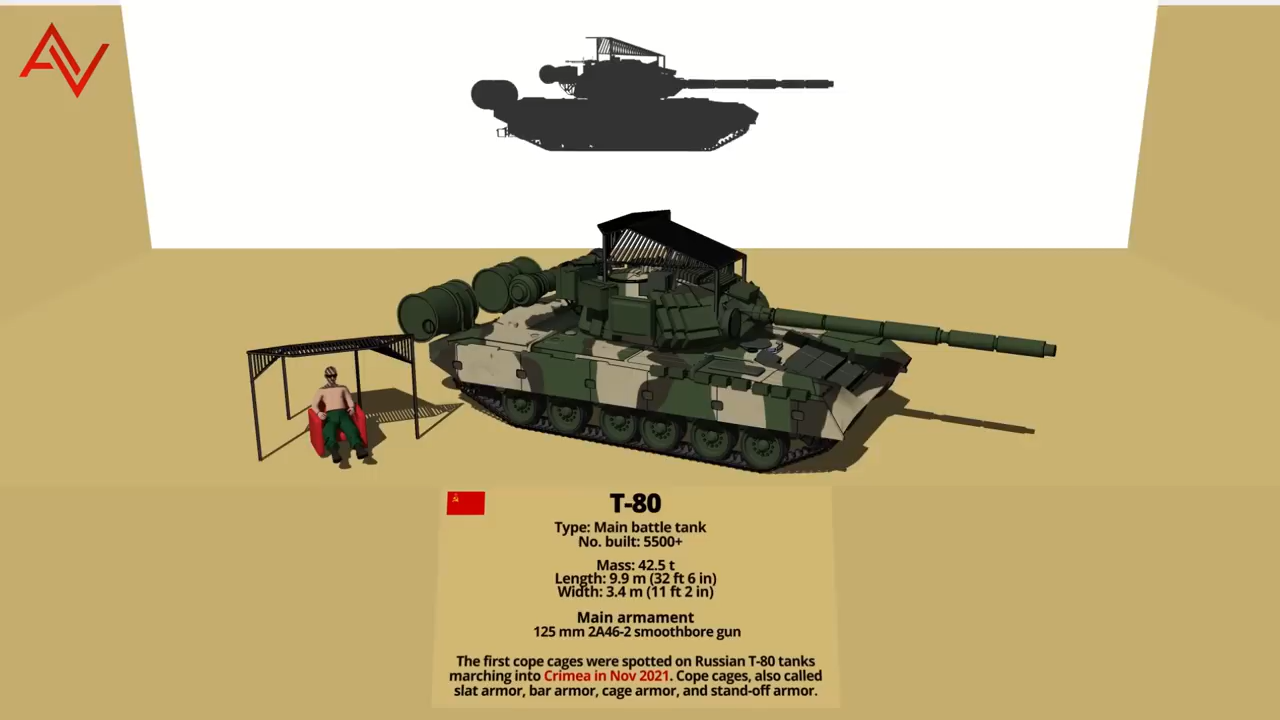 AV
T-80
Type: Main battle tank
No. built: 5500+
Mass: 42.5 t
Length: 9.9 m (32 ft 6 in)
Width: 3.4 m (11 ft 2 in)
Main armament
125 mm 2A46-2 smoothbore gun
The first cope cages were spotted on Russian T-80 tanks
marching into Crimea in Nov 2021. Cope cages, also called
slat armor, bar armor, cage armor, and stand-off armor.